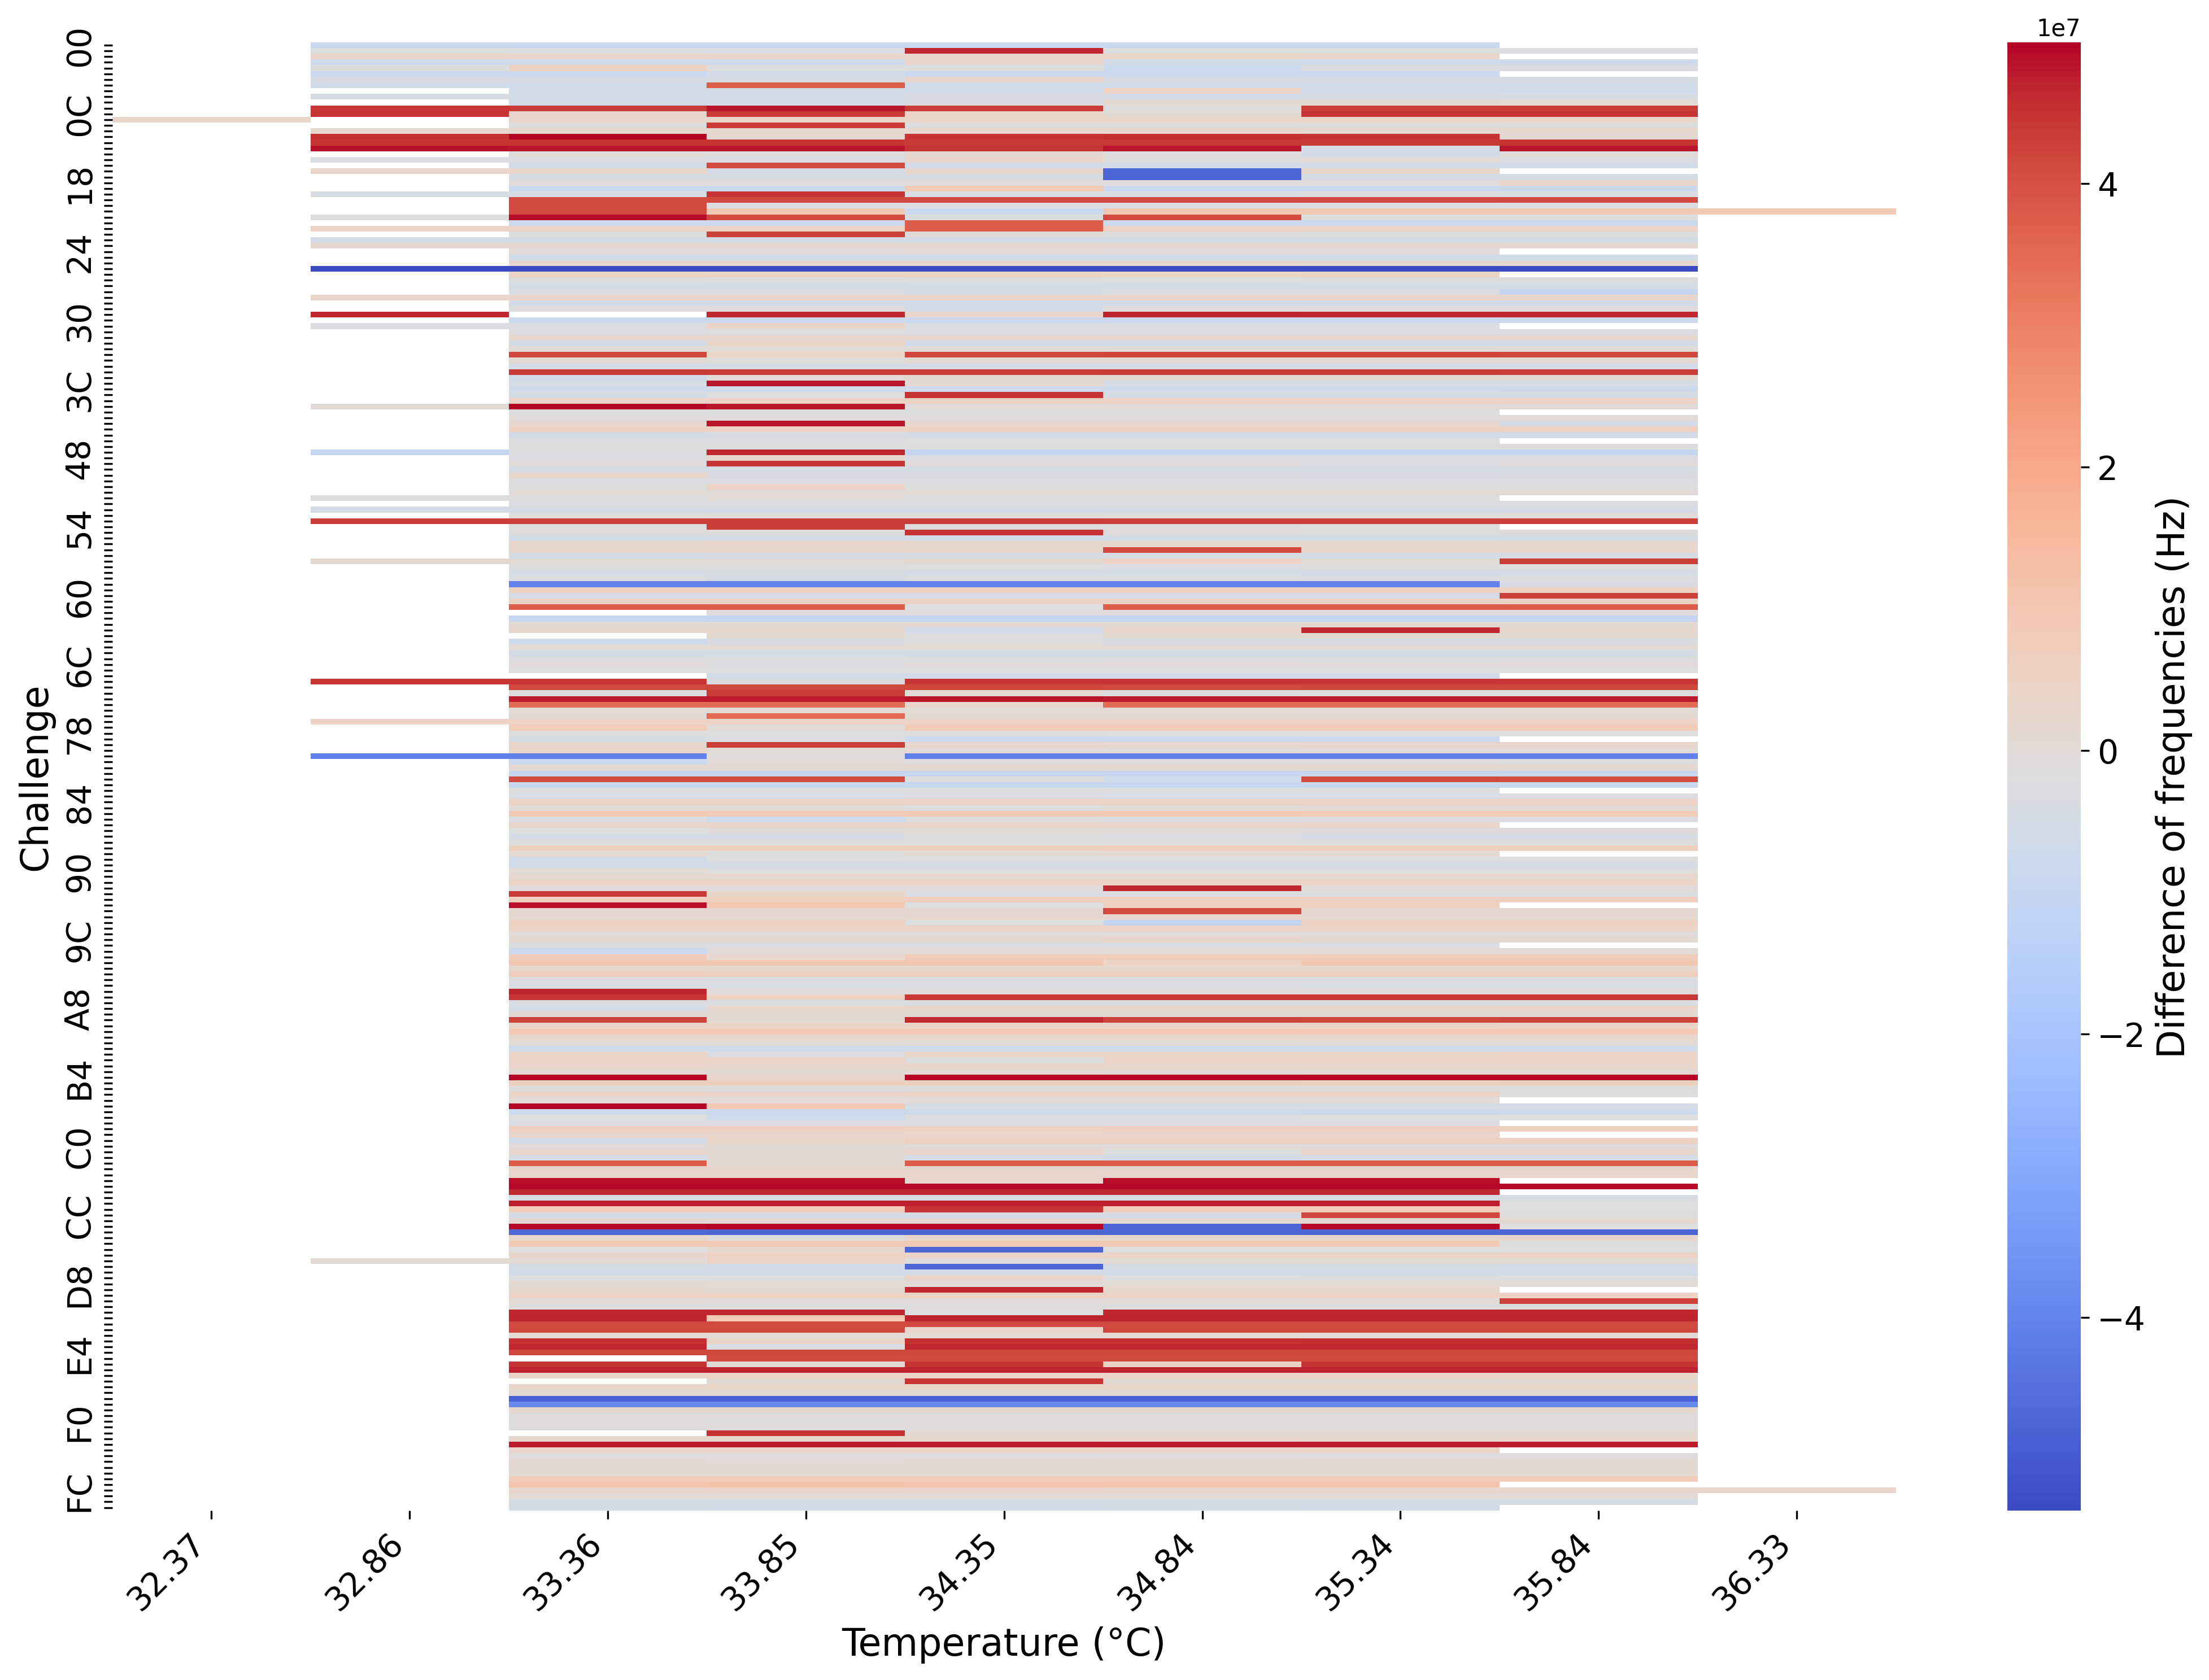 1e7
00
0C
18
24
30
3C
48
54
60
6C
78
84
90
9C
A8
B4
C0
CC
D8
E4
F0
FC
Challenge
32.37
32.86
33.36
33.85
34.35
34.84
35.34
35.84
36.33
Temperature (°C)
4
2
0
−2
−4
Difference of frequencies (Hz)